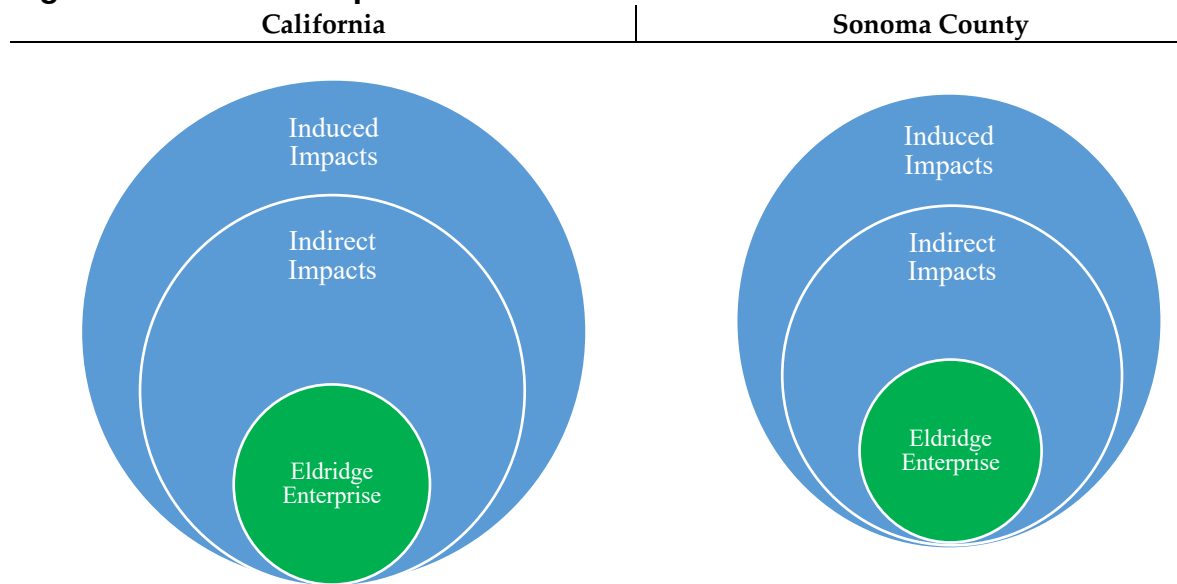 California
Sonoma County
Induced
Impacts
Indirect
Impacts
Eldridge
Enterprise
Induced
Impacts
Indirect
Impacts
Eldridge
Enterprise